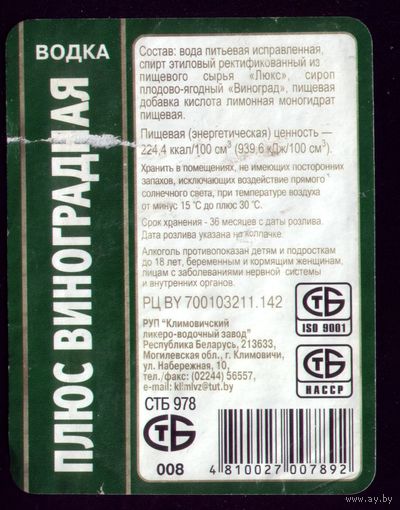 ВОДКА
ПЛЮС ВИНОГРАДНАЯ
Состав: вода питьевая исправленная,
спирт этиловый ректификованный из
пищевого сырья «Люкс», сироп
плодово-ягодный «Виноград», пищевая
добавка кислота лимонная моногидрат
пищевая.
Пищевая (энергетическая) ценность —
224,4 ккал/100 см³ (939,6 кДж/100 см³).
Хранить в помещениях, не имеющих посторонних
запахов, исключающих воздействие прямого
солнечного света, при температуре воздуха
от минус 15 °С до плюс 30 °С.
Срок хранения - 36 месяцев с даты розлива.
Дата розлива указана на колпачке.
Алкоголь противопоказан детям и подросткам
до 18 лет, беременным и кормящим женщинам,
лицам с заболеваниями нервной системы
и внутренних органов.
РЦ BY 700103211.142
РУП "Климовичский
ликеро-водочный завод"
Республика Беларусь, 213633,
Могилевская обл., г. Климовичи,
ул. Набережная, 10,
тел./факс: (02244) 56557,
e-mail: klimlvz@tut.by
СТБ
ISO 9001
СТБ
НАССР
СТБ 978
СТБ
008
4 810027 007892
www.ay.by